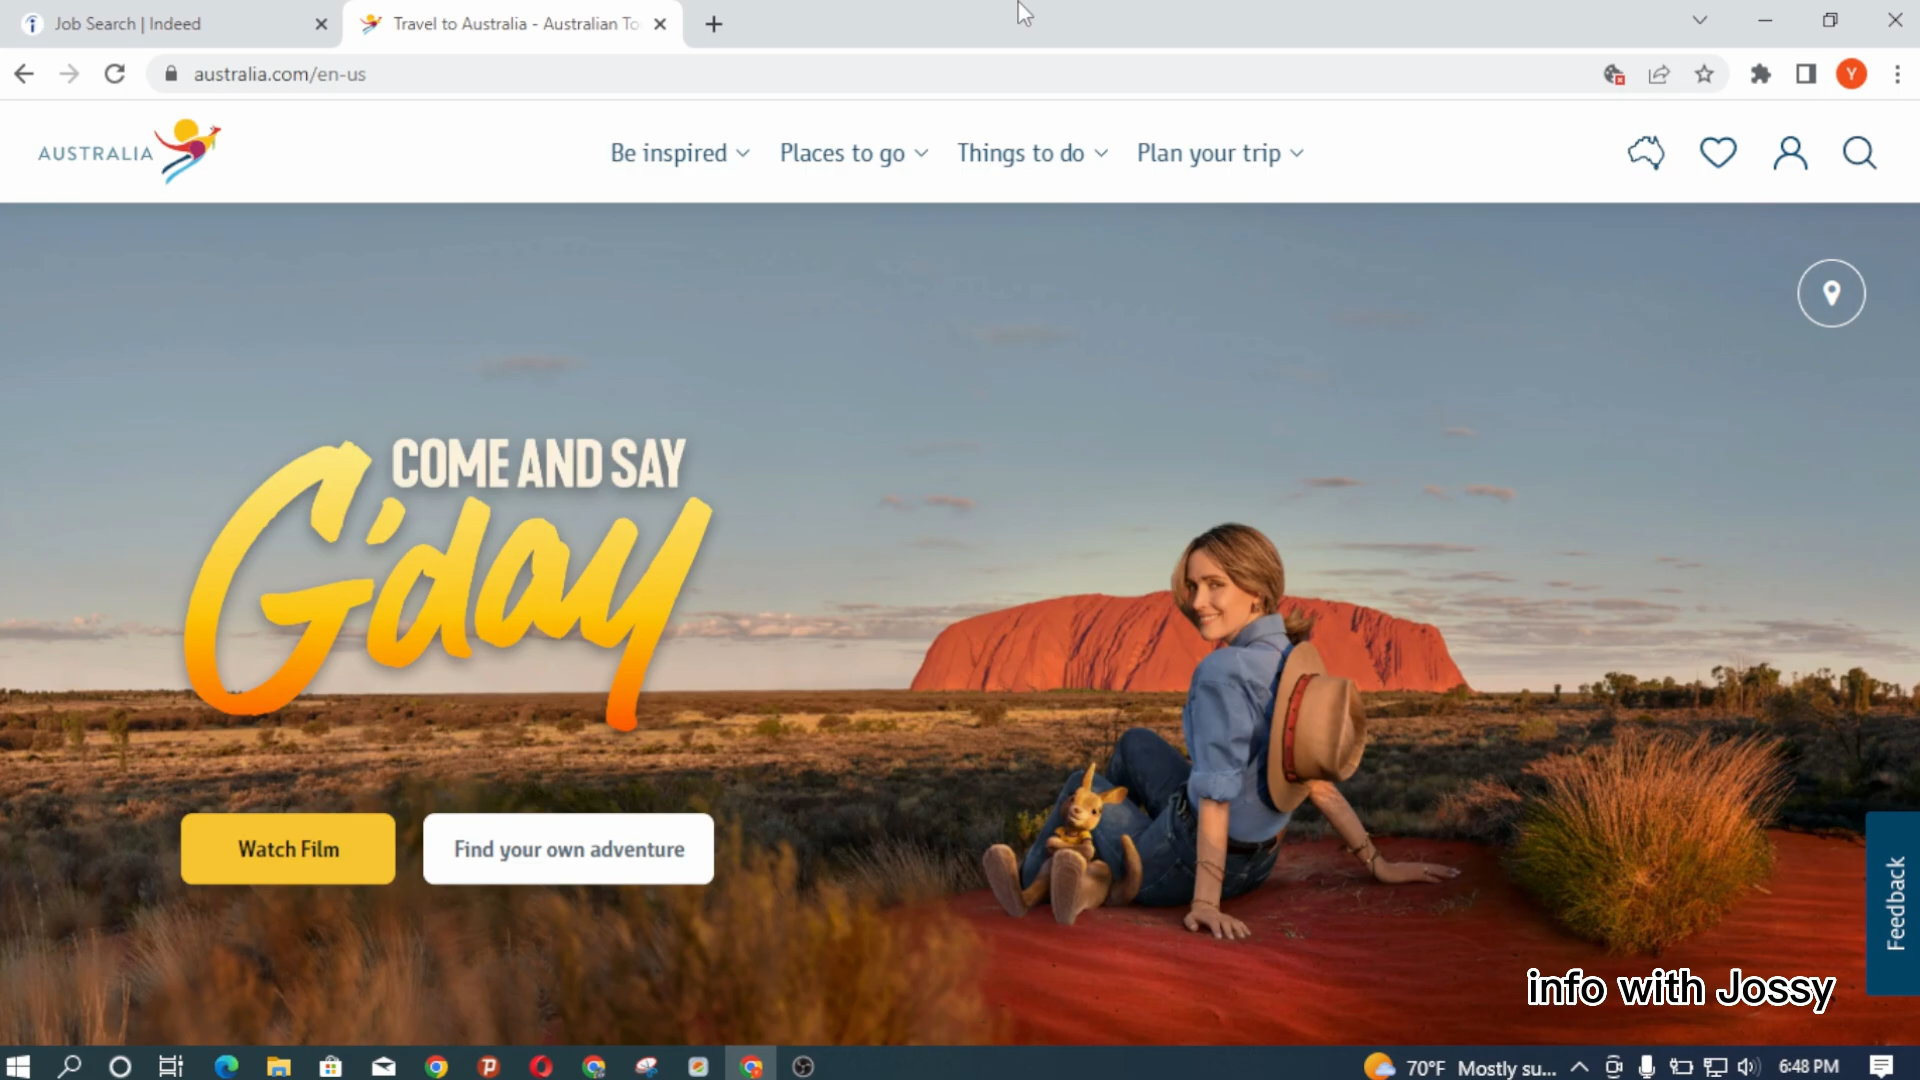 Job Search | Indeed
Travel to Australia - Australian To
australia.com/en-us
Y
AUSTRALIA
Be inspired
Places to go
Things to do
Plan your trip
COME AND SAY
G'day
Watch Film
Find your own adventure
Feedback
info with Jossy
70°F Mostly su...
6:48 PM